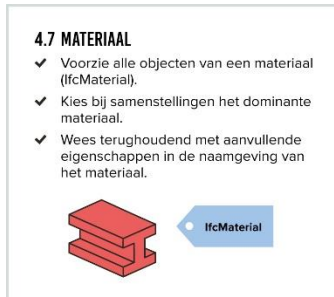 4.7 MATERIAAL
✔ Voorzie alle objecten van een materiaal
(IfcMaterial).
✔ Kies bij samenstellingen het dominante
materiaal.
✔ Wees terughoudend met aanvullende
eigenschappen in de naamgeving van
het materiaal.
IfcMaterial